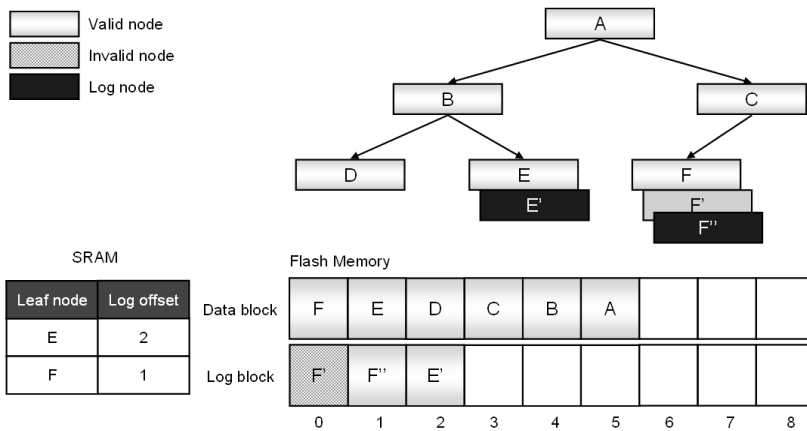 Valid node
Invalid node
Log node
A
B
C
D
E
F
E'
F'
F''
SRAM
Leaf node Log offset
E 2
F 1
Flash Memory
Data block F E D C B A
Log block F' F'' E'
0 1 2 3 4 5 6 7 8